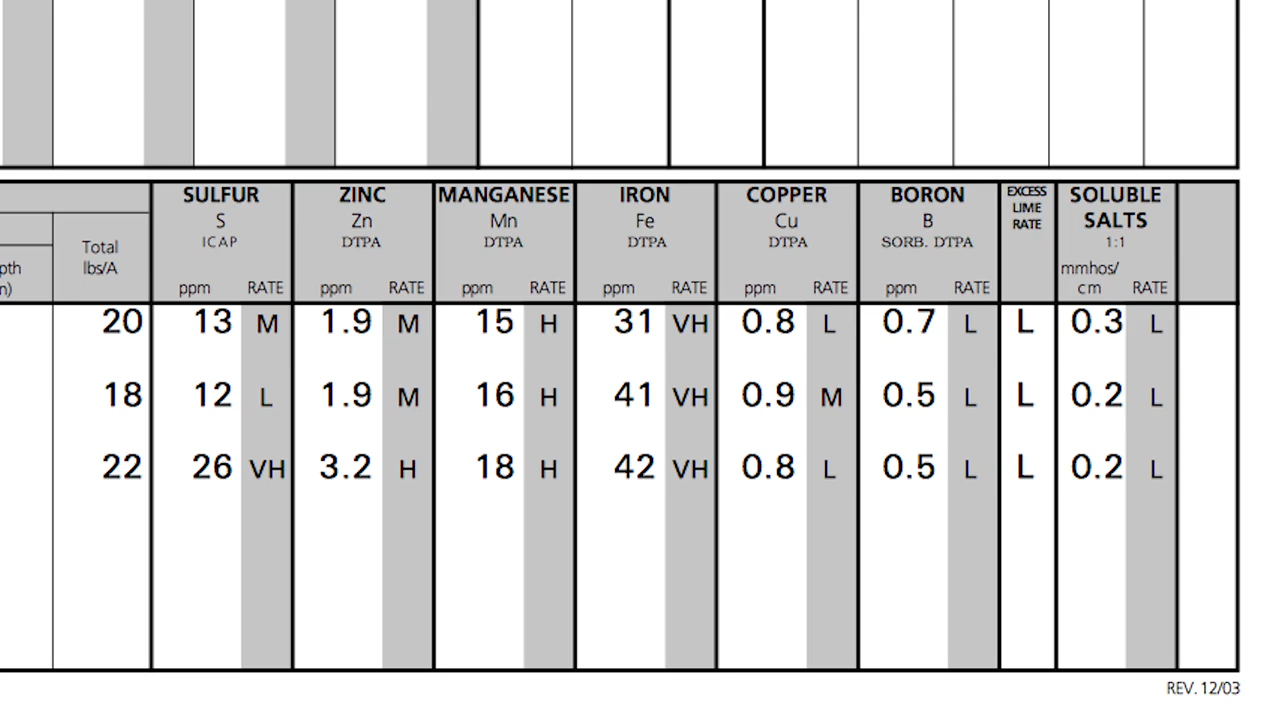 SULFUR ZINC MANGANESE IRON COPPER BORON EXCESS LIME RATE SOLUBLE SALTS
S Zn Mn Fe Cu B
ICAP DTPA DTPA DTPA DTPA SORB. DTPA 1:1
Total lbs/A
pth
n)
ppm RATE ppm RATE ppm RATE ppm RATE ppm RATE ppm RATE mmhos/cm RATE
20 13 M 1.9 M 15 H 31 VH 0.8 L 0.7 L L 0.3 L
18 12 L 1.9 M 16 H 41 VH 0.9 M 0.5 L L 0.2 L
22 26 VH 3.2 H 18 H 42 VH 0.8 L 0.5 L L 0.2 L
REV. 12/03